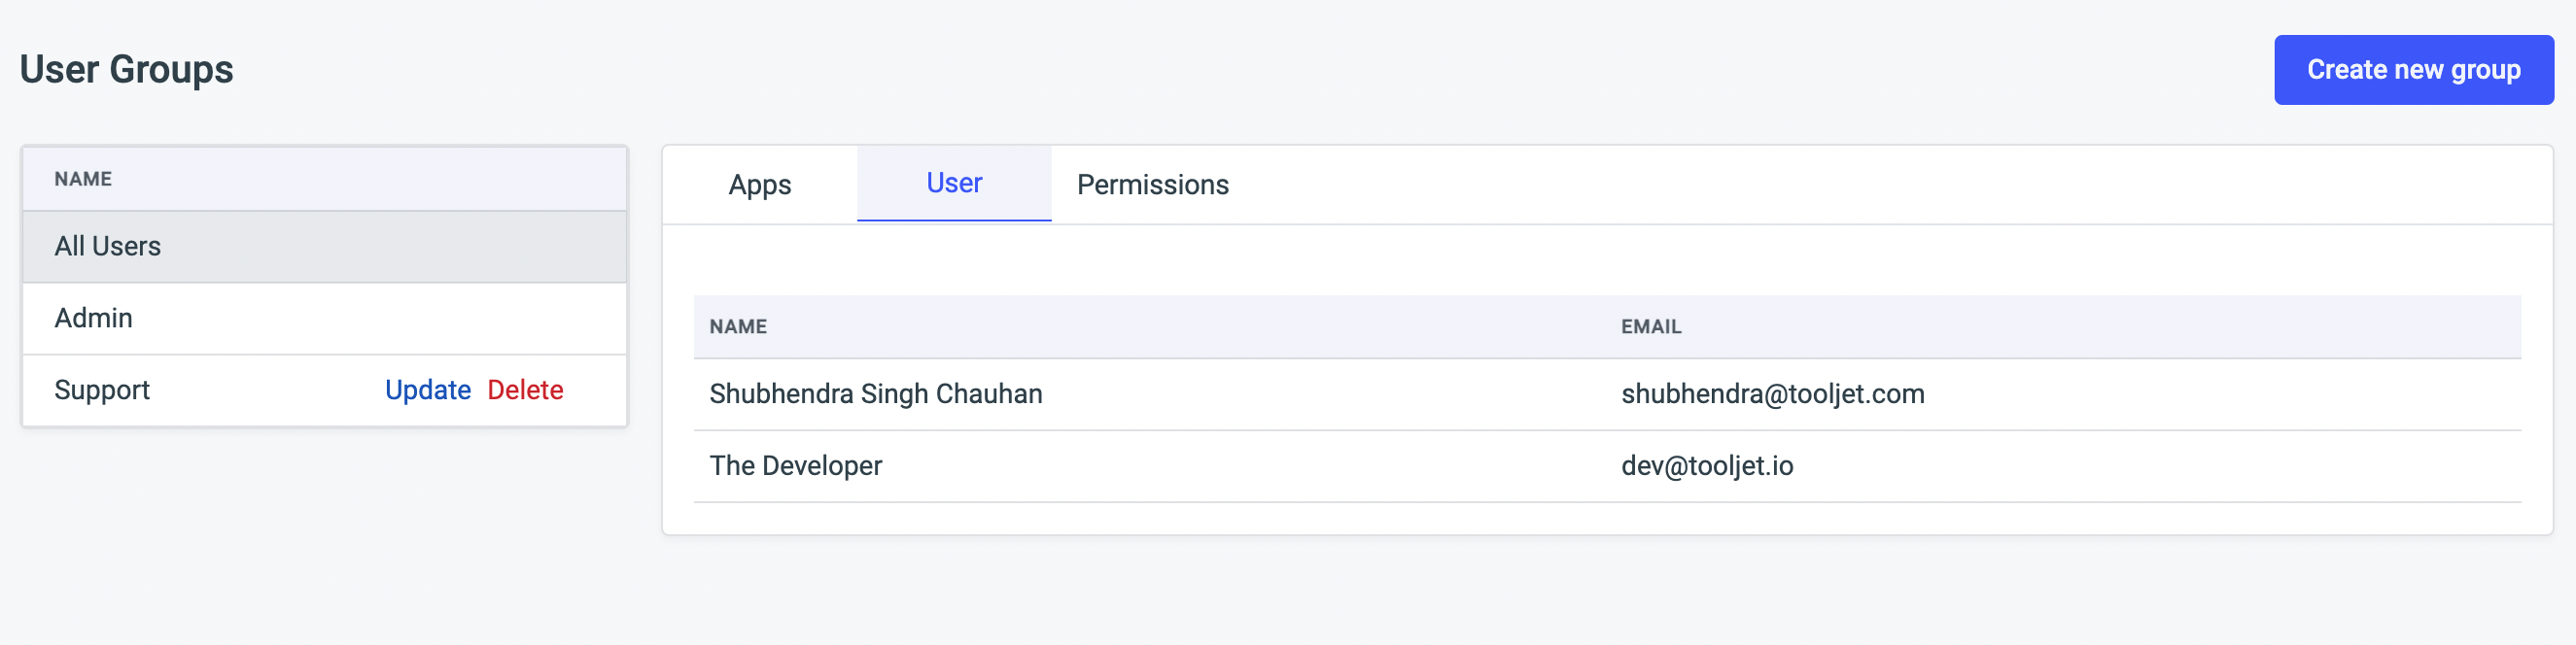 User Groups
Create new group
NAME
All Users
Admin
Support Update Delete
Apps User Permissions
NAME EMAIL
Shubhendra Singh Chauhan shubhendra@tooljet.com
The Developer dev@tooljet.io